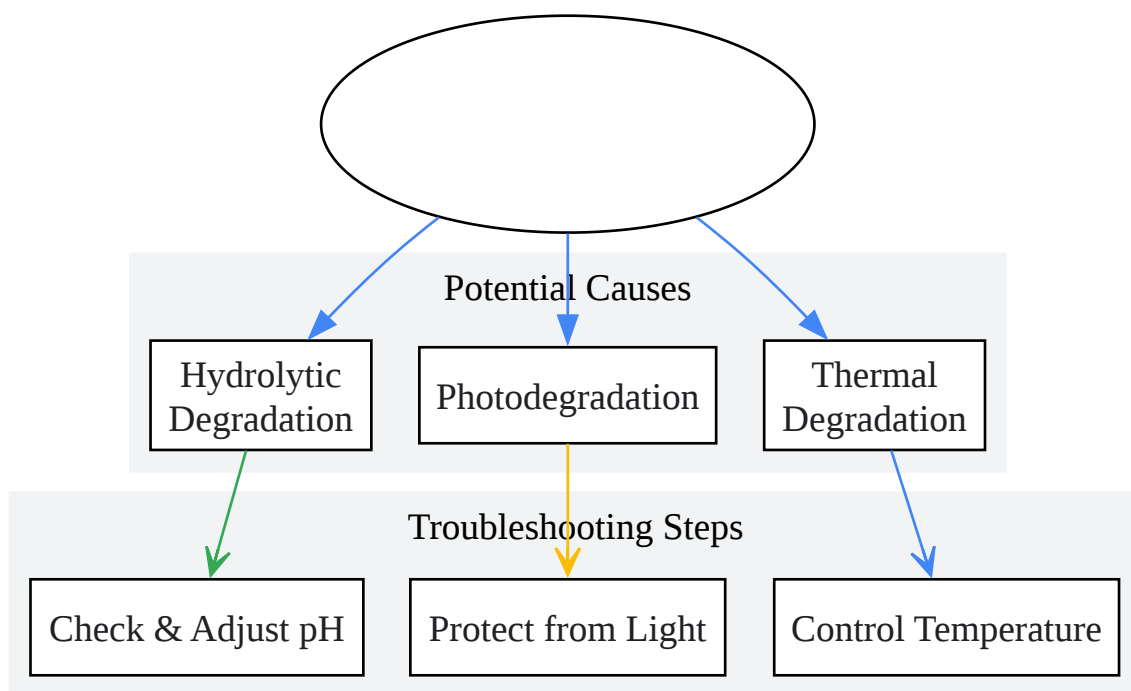 Potential Causes
Hydrolytic
Degradation
Photodegradation
Thermal
Degradation
Troubleshooting Steps
Check & Adjust pH
Protect from Light
Control Temperature